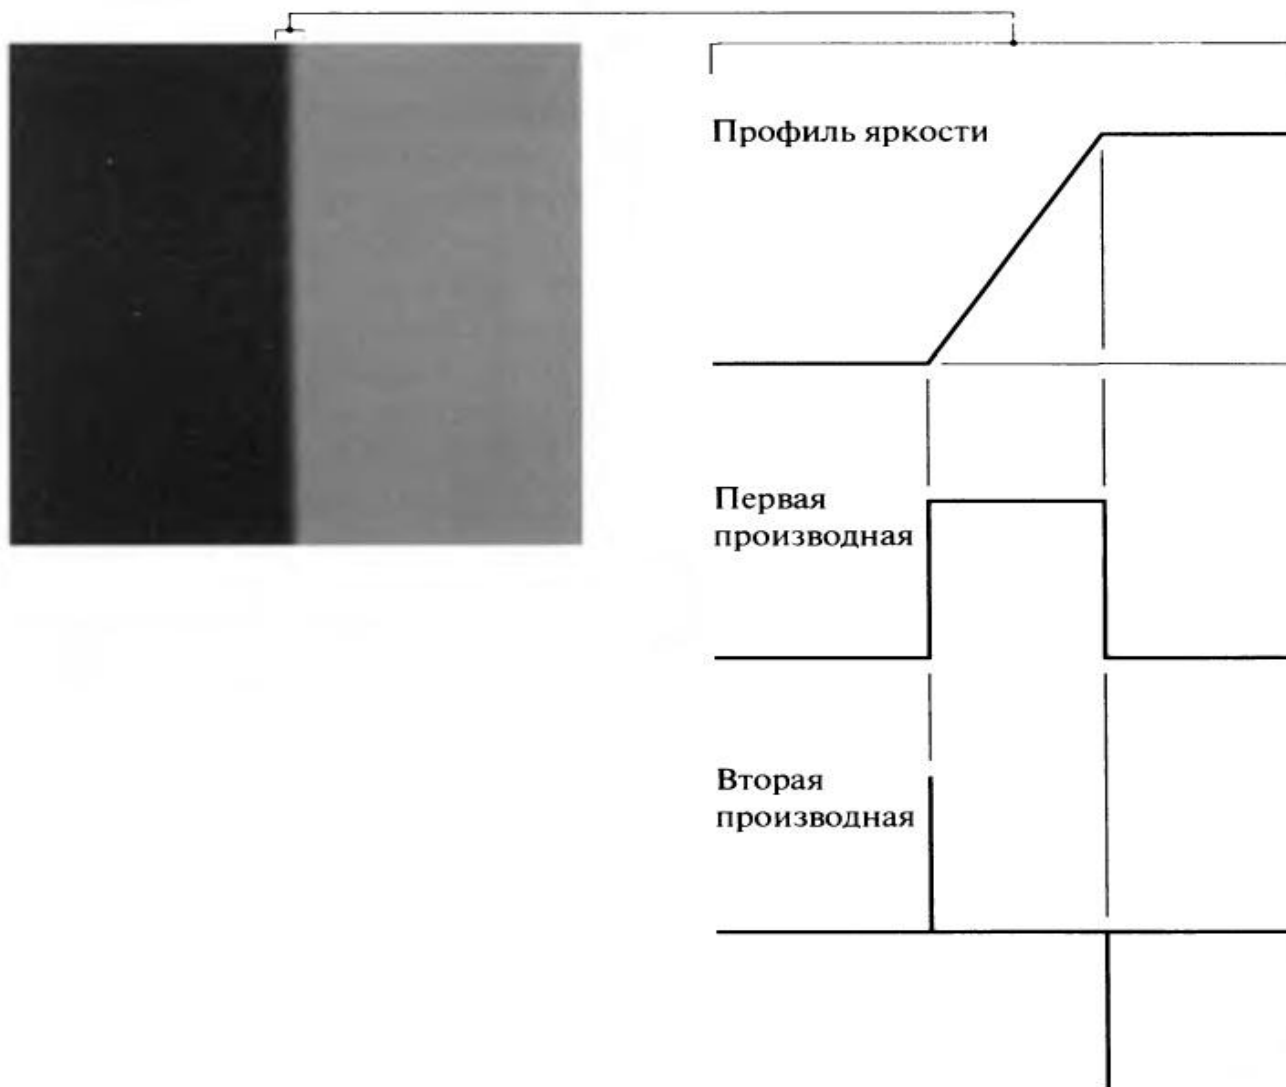 Профиль яркости
Первая
производная
Вторая
производная